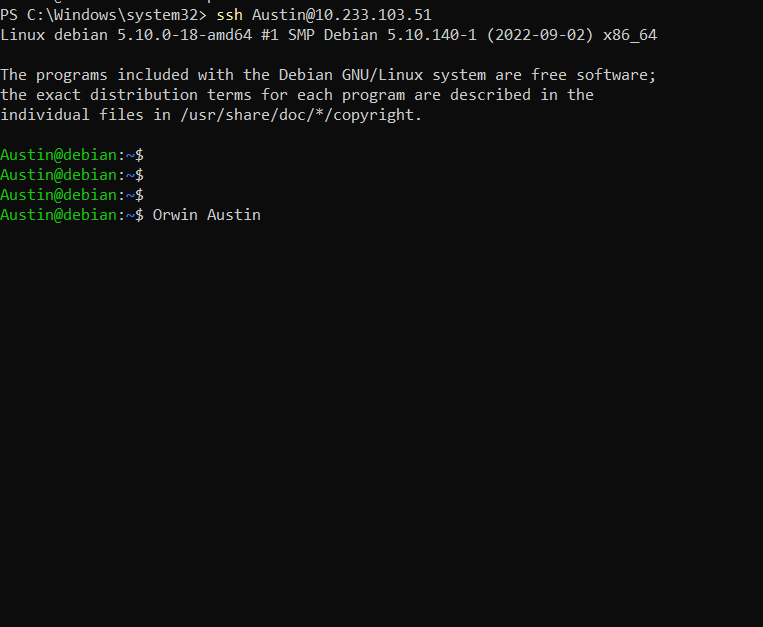 PS C:\Windows\system32> ssh Austin@10.233.103.51
Linux debian 5.10.0-18-amd64 #1 SMP Debian 5.10.140-1 (2022-09-02) x86_64
The programs included with the Debian GNU/Linux system are free software;
the exact distribution terms for each program are described in the
individual files in /usr/share/doc/*/copyright.
Austin@debian:~$
Austin@debian:~$
Austin@debian:~$
Austin@debian:~$ Orwin Austin